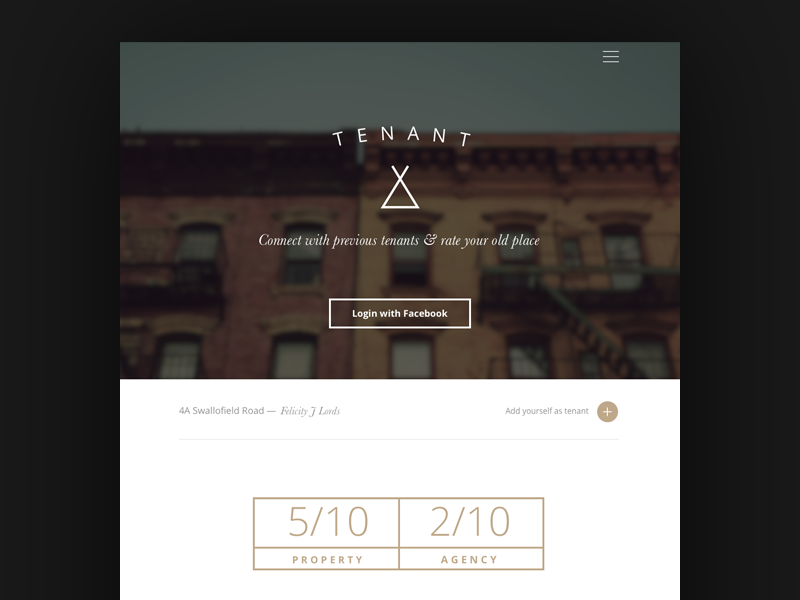 TENANT
Connect with previous tenants & rate your old place
Login with Facebook
4A Swallofield Road — Felicity J Lords
Add yourself as tenant
5/10 2/10
PROPERTY AGENCY